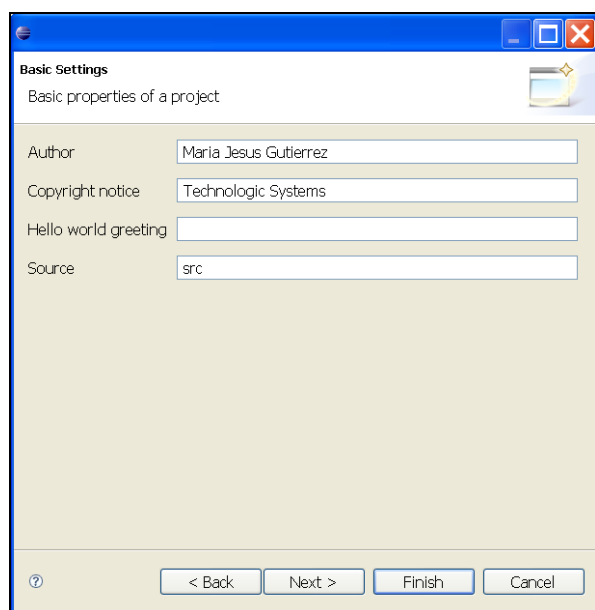 Basic Settings
Basic properties of a project
Author Maria Jesus Gutierrez
Copyright notice Technologic Systems
Hello world greeting
Source src
? < Back Next > Finish Cancel